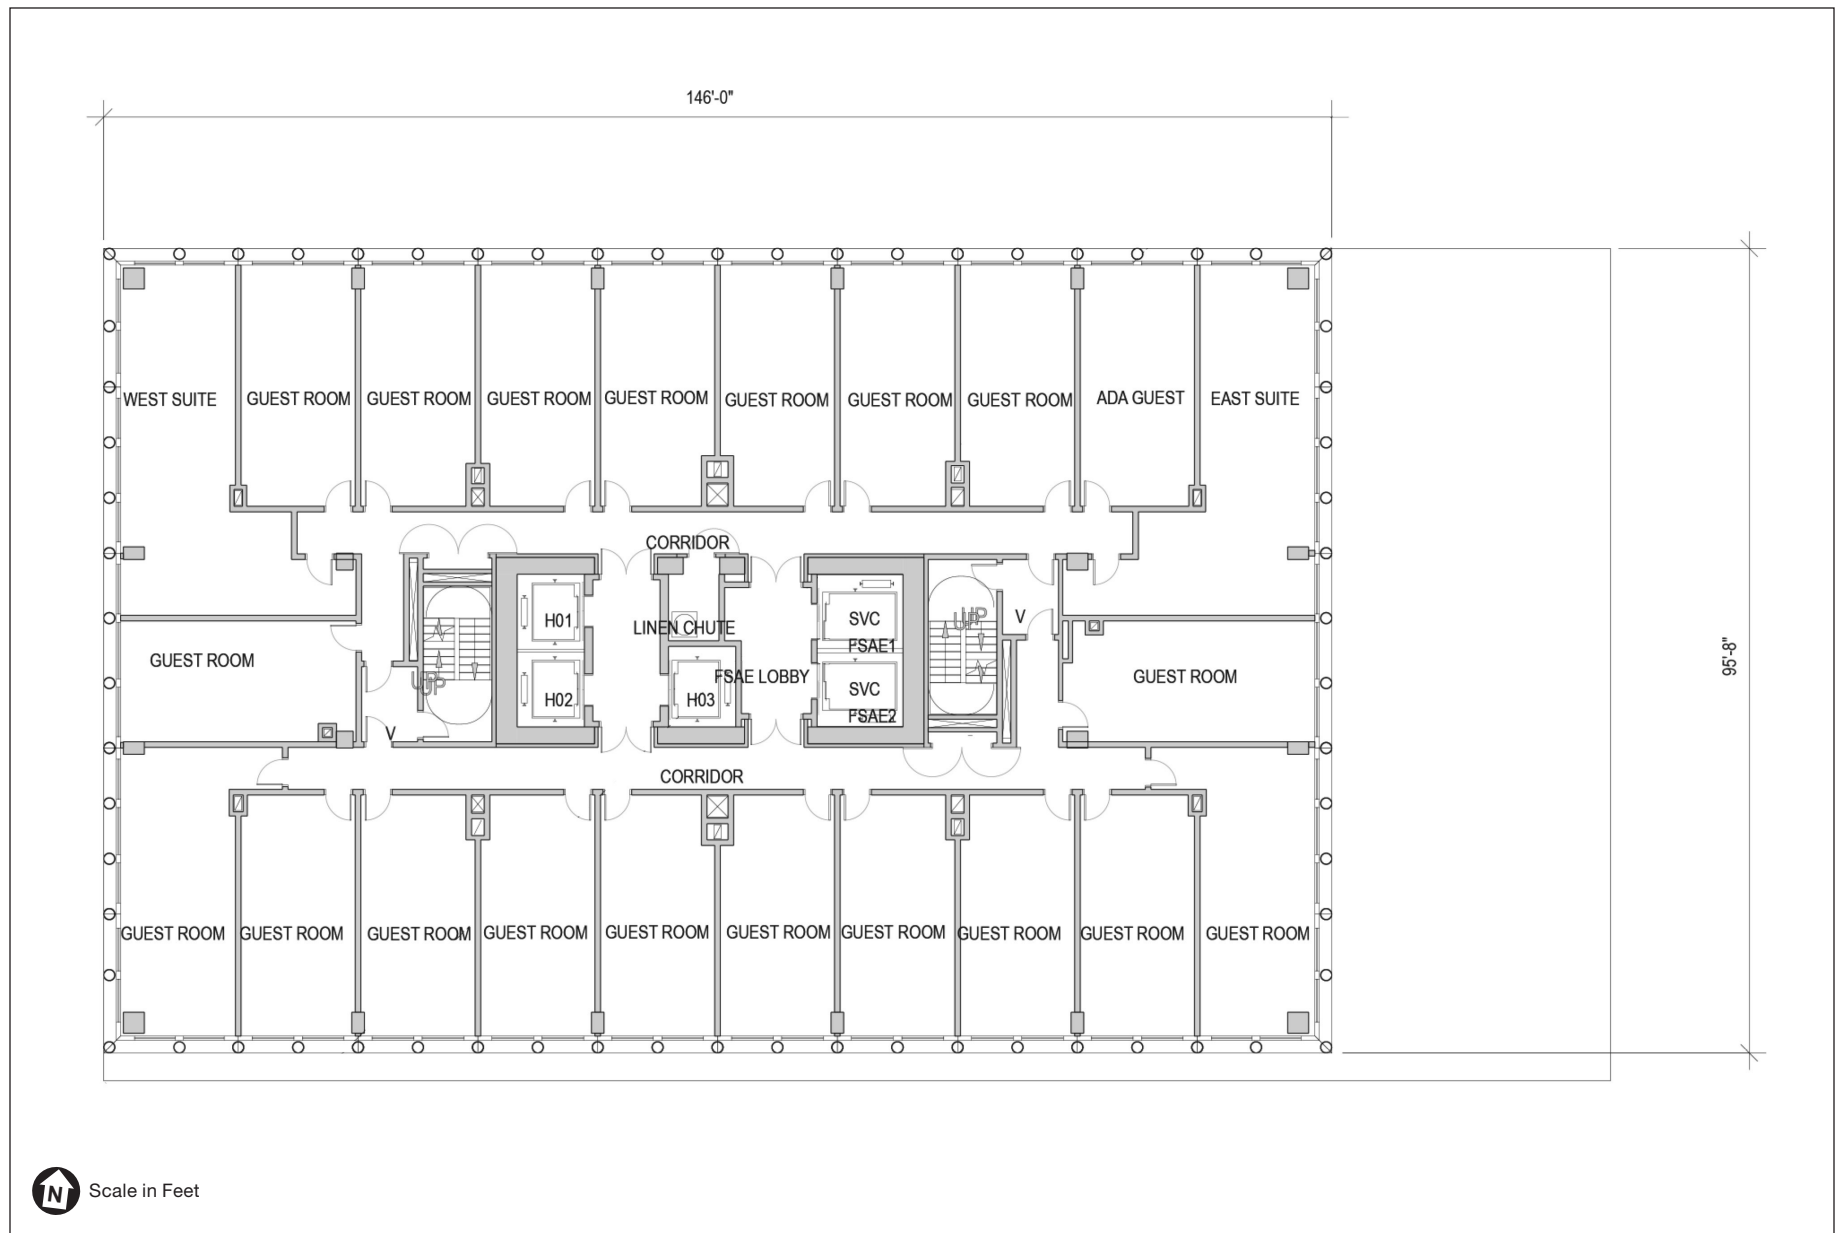 146'-0"
95'-8"
WEST SUITE
GUEST ROOM
GUEST ROOM
GUEST ROOM
GUEST ROOM
GUEST ROOM
GUEST ROOM
GUEST ROOM
ADA GUEST
EAST SUITE
CORRIDOR
H01
LINEN CHUTE
SVC
FSAE1
UP
UP
V
GUEST ROOM
UP
UP
H02
H03
FSAE LOBBY
SVC
FSAE2
GUEST ROOM
V
CORRIDOR
GUEST ROOM
GUEST ROOM
GUEST ROOM
GUEST ROOM
GUEST ROOM
GUEST ROOM
GUEST ROOM
GUEST ROOM
GUEST ROOM
GUEST ROOM
N
Scale in Feet